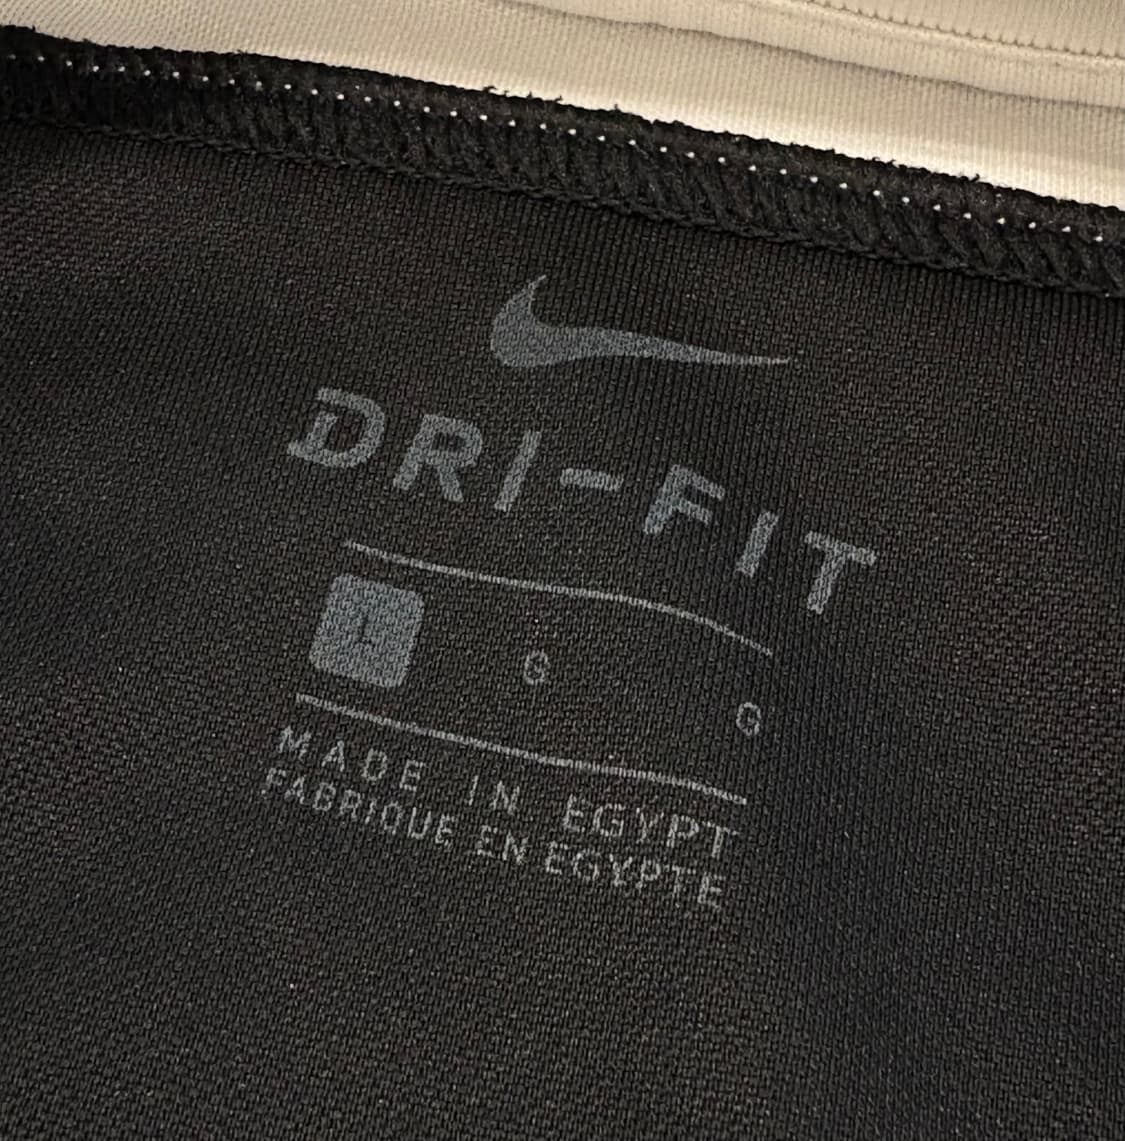 DRI-FIT
L G G
MADE IN EGYPT
FABRIQUE EN EGYPTE